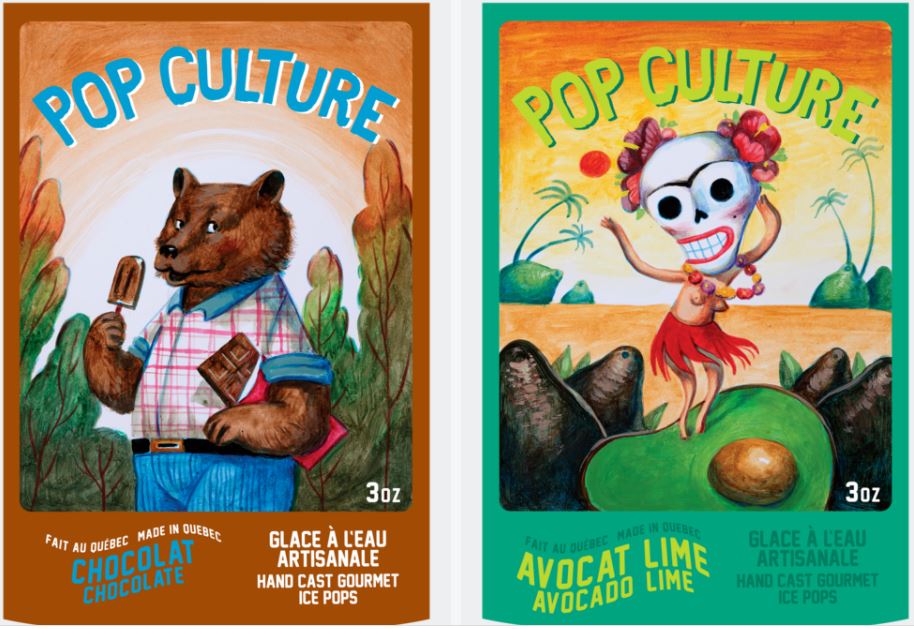 POP CULTURE
3oz
FAIT AU QUÉBEC MADE IN QUEBEC
CHOCOLAT
CHOCOLATE
GLACE À L'EAU
ARTISANALE
HAND CAST GOURMET
ICE POPS
POP CULTURE
3oz
FAIT AU QUÉBEC MADE IN QUEBEC
AVOCAT LIME
AVOCADO LIME
GLACE À L'EAU
ARTISANALE
HAND CAST GOURMET
ICE POPS